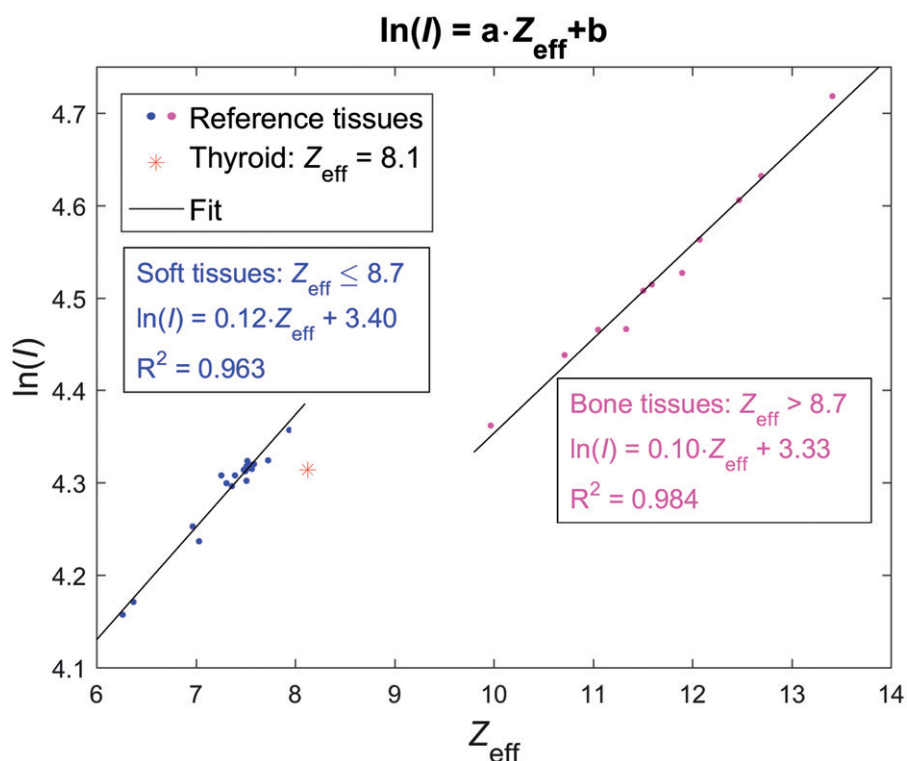 ln(I) = a·Zeff+b
Reference tissues
Thyroid: Zeff = 8.1
Fit
Soft tissues: Zeff ≤ 8.7
ln(I) = 0.12·Zeff + 3.40
R² = 0.963
Bone tissues: Zeff > 8.7
ln(I) = 0.10·Zeff + 3.33
R² = 0.984
ln(I)
4.7
4.6
4.5
4.4
4.3
4.2
4.1
6 7 8 9 10 11 12 13 14
Zeff